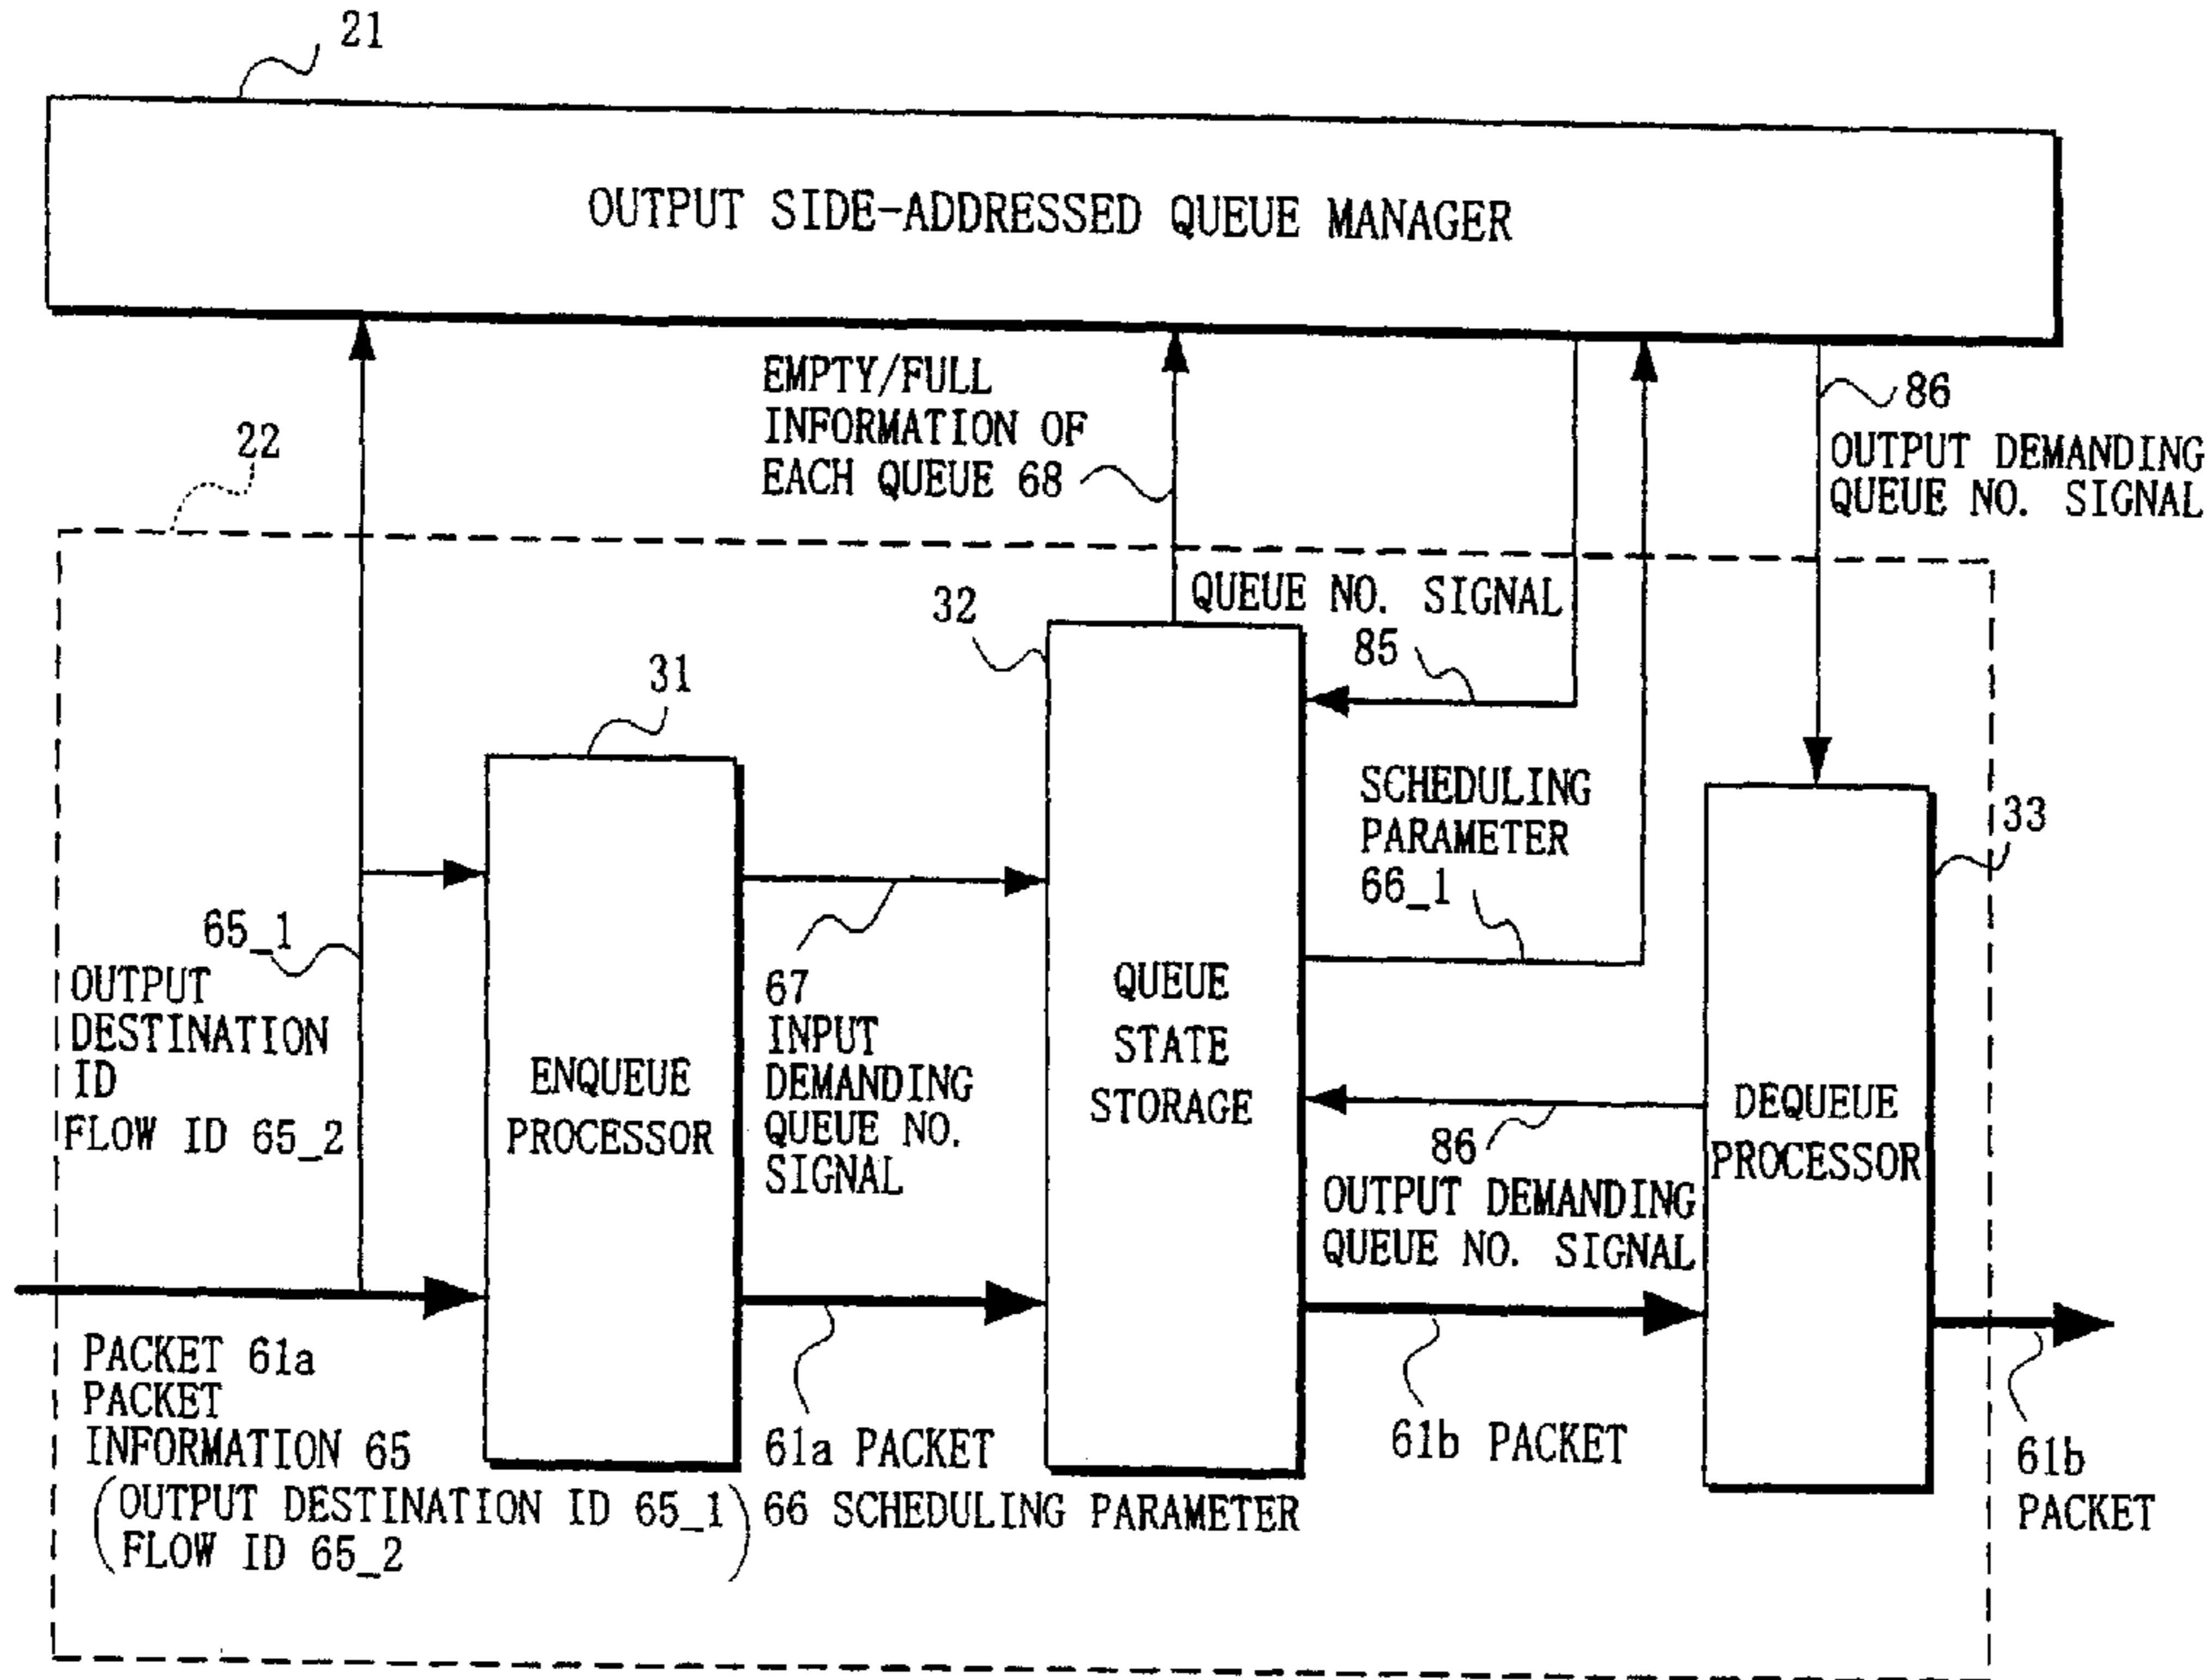 21
OUTPUT SIDE-ADDRESSED QUEUE MANAGER
EMPTY/FULL
INFORMATION OF
EACH QUEUE 68
86
OUTPUT DEMANDING
QUEUE NO. SIGNAL
22
QUEUE NO. SIGNAL
85
32
31
SCHEDULING
PARAMETER
66_1
33
65_1
OUTPUT
DESTINATION
ID
FLOW ID 65_2
ENQUEUE
PROCESSOR
67
INPUT
DEMANDING
QUEUE NO.
SIGNAL
QUEUE
STATE
STORAGE
86
OUTPUT DEMANDING
QUEUE NO. SIGNAL
DEQUEUE
PROCESSOR
PACKET 61a
PACKET
INFORMATION 65
(OUTPUT DESTINATION ID 65_1
FLOW ID 65_2)
61a PACKET
66 SCHEDULING PARAMETER
61b PACKET
61b
PACKET